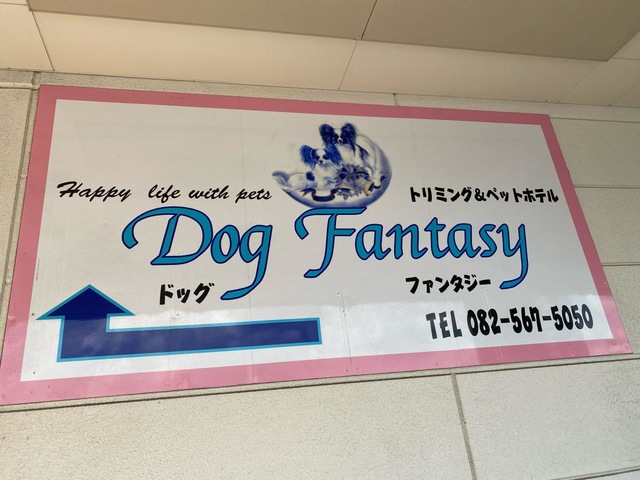 Happy life with pets
トリミング&ペットホテル
Dog Fantasy
ドッグ ファンタジー
TEL 082-567-5050